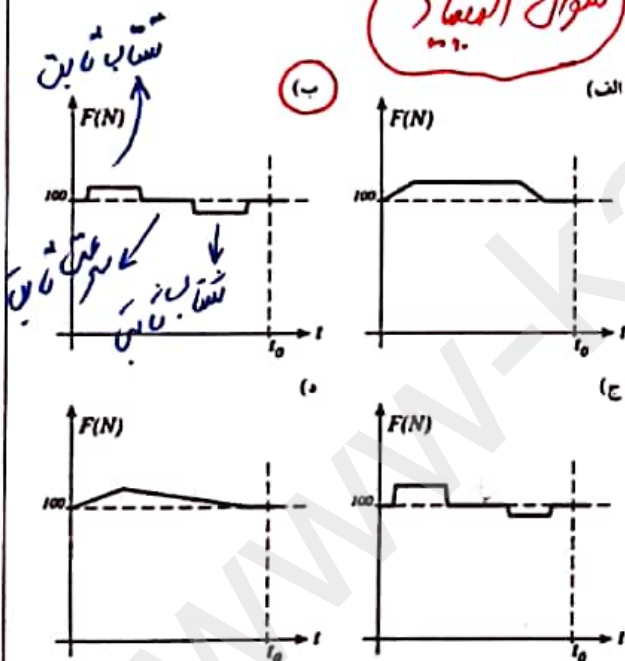 سوال المپیاد
الف)
F(N)
100
t₀
t
ب)
F(N)
100
t₀
t
شتاب ثابت
سرعت ثابت
شتاب ثابت
ج)
F(N)
100
t₀
t
د)
F(N)
100
t₀
t